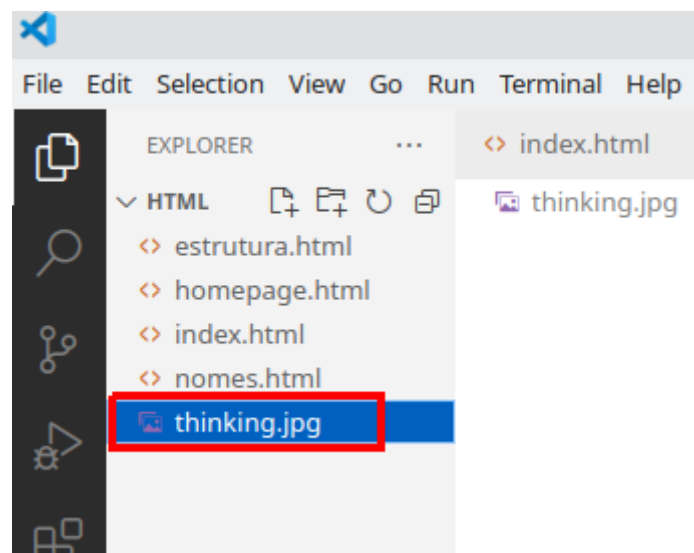 File Edit Selection View Go Run Terminal Help
EXPLORER ...
index.html
HTML
thinking.jpg
estrutura.html
homepage.html
index.html
nomes.html
thinking.jpg